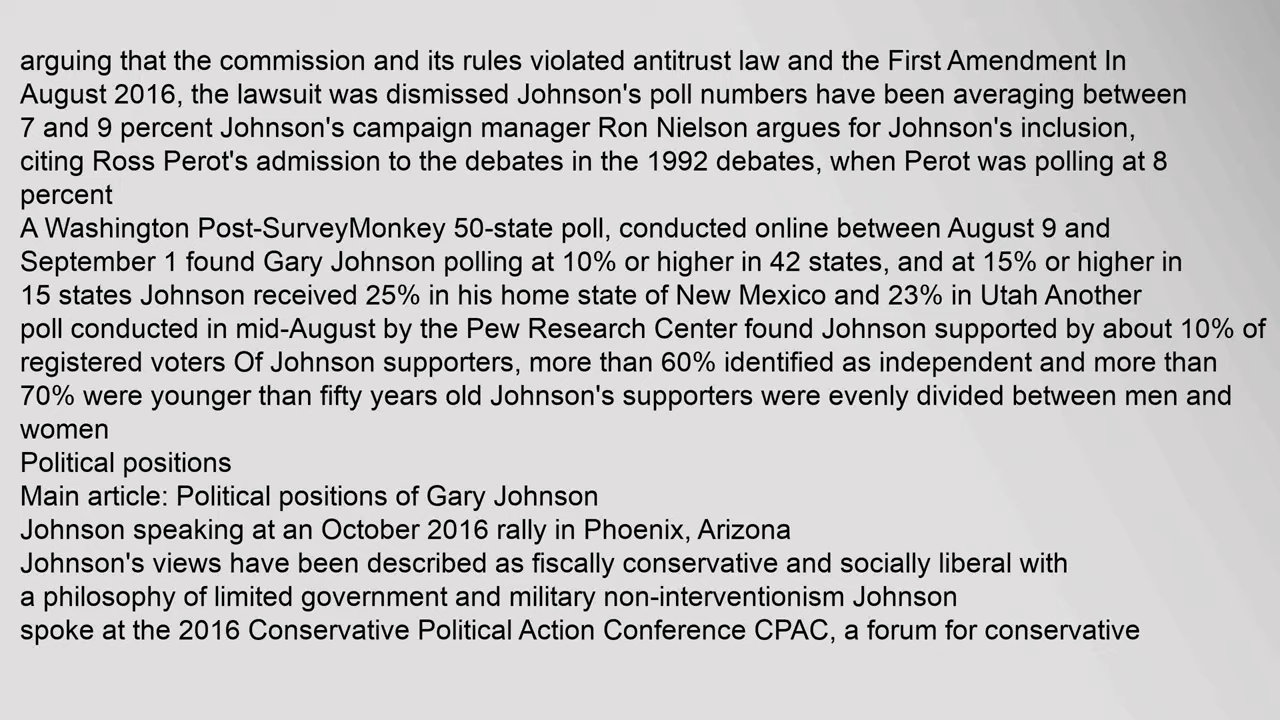 arguing that the commission and its rules violated antitrust law and the First Amendment In
August 2016, the lawsuit was dismissed Johnson's poll numbers have been averaging between
7 and 9 percent Johnson's campaign manager Ron Nielson argues for Johnson's inclusion,
citing Ross Perot's admission to the debates in the 1992 debates, when Perot was polling at 8
percent
A Washington Post-SurveyMonkey 50-state poll, conducted online between August 9 and
September 1 found Gary Johnson polling at 10% or higher in 42 states, and at 15% or higher in
15 states Johnson received 25% in his home state of New Mexico and 23% in Utah Another
poll conducted in mid-August by the Pew Research Center found Johnson supported by about 10% of
registered voters Of Johnson supporters, more than 60% identified as independent and more than
70% were younger than fifty years old Johnson's supporters were evenly divided between men and
women
Political positions
Main article: Political positions of Gary Johnson
Johnson speaking at an October 2016 rally in Phoenix, Arizona
Johnson's views have been described as fiscally conservative and socially liberal with
a philosophy of limited government and military non-interventionism Johnson
spoke at the 2016 Conservative Political Action Conference CPAC, a forum for conservative